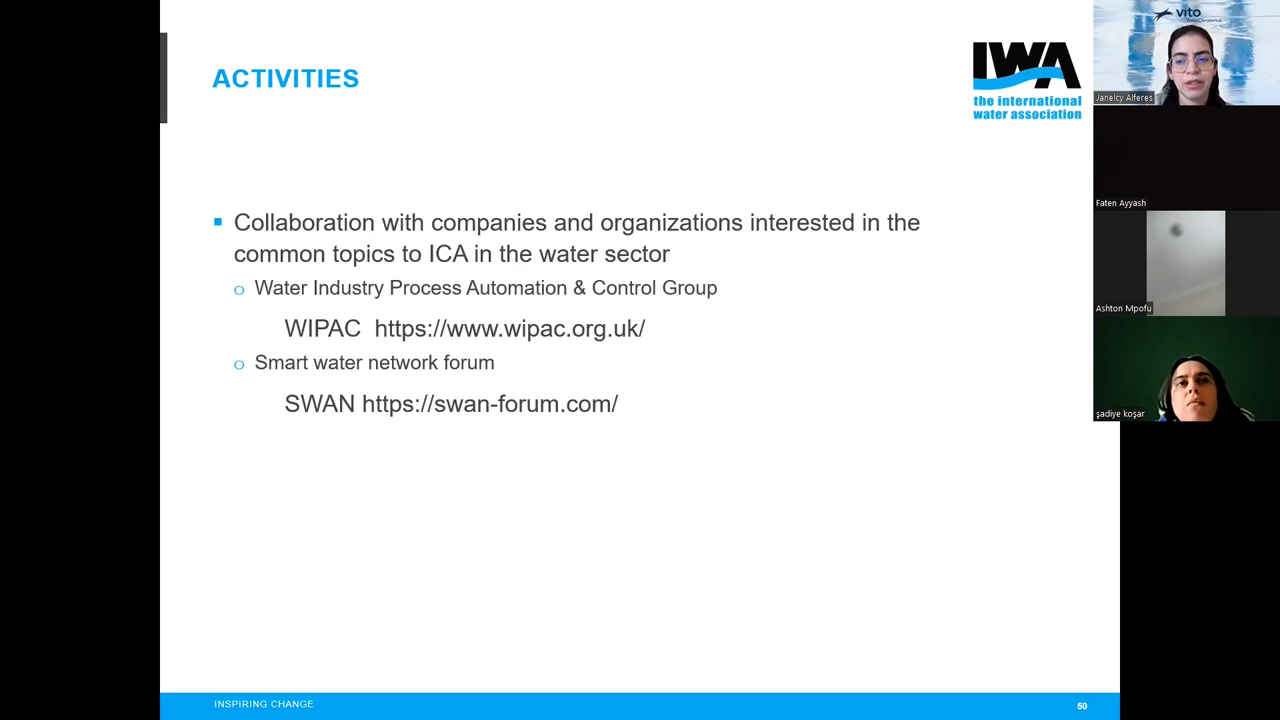 ACTIVITIES
IWA
the international
water association
▪ Collaboration with companies and organizations interested in the
common topics to ICA in the water sector
o Water Industry Process Automation & Control Group
WIPAC https://www.wipac.org.uk/
o Smart water network forum
SWAN https://swan-forum.com/
INSPIRING CHANGE
50
vito
Janelcy Alferes
Faten Ayyash
Ashton Mpofu
şadiye koşar